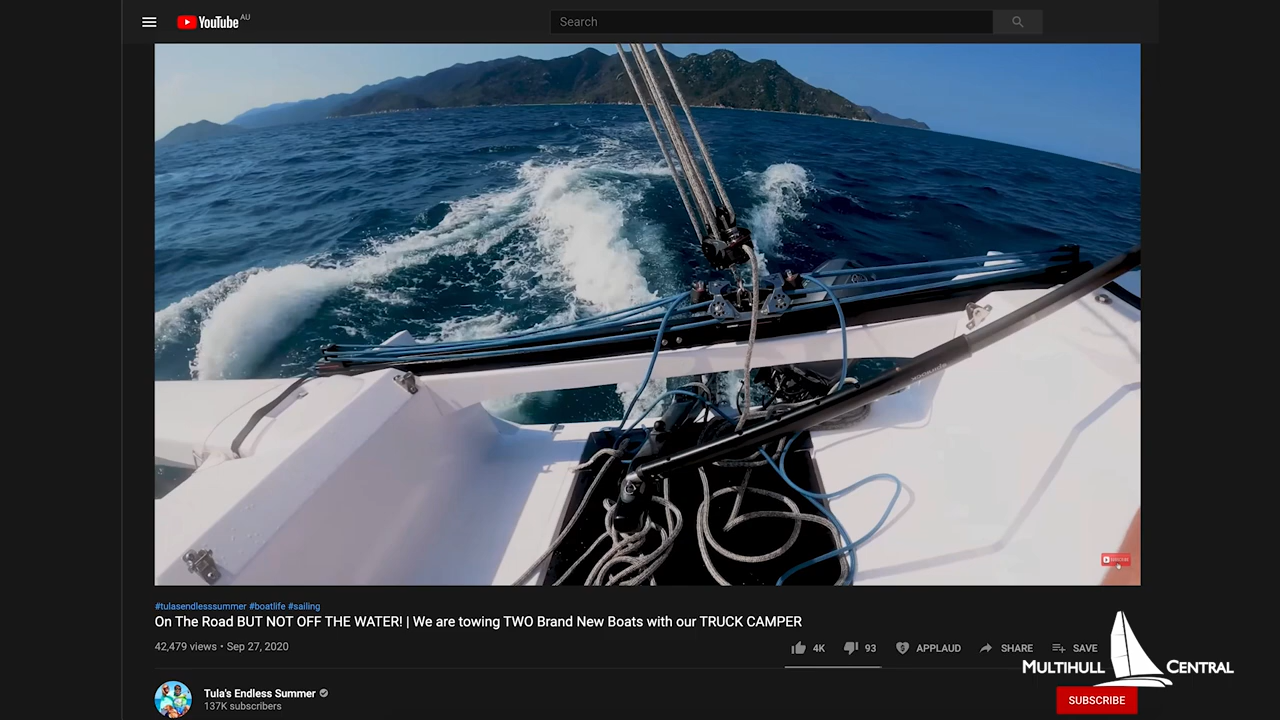 YouTube AU
Search
SUBSCRIBE
#tulasendlesssummer #boatlife #sailing
On The Road BUT NOT OFF THE WATER! | We are towing TWO Brand New Boats with our TRUCK CAMPER
42,479 views • Sep 27, 2020
4K
93
APPLAUD
SHARE
SAVE
MULTIHULL CENTRAL
Tula's Endless Summer
137K subscribers
SUBSCRIBE